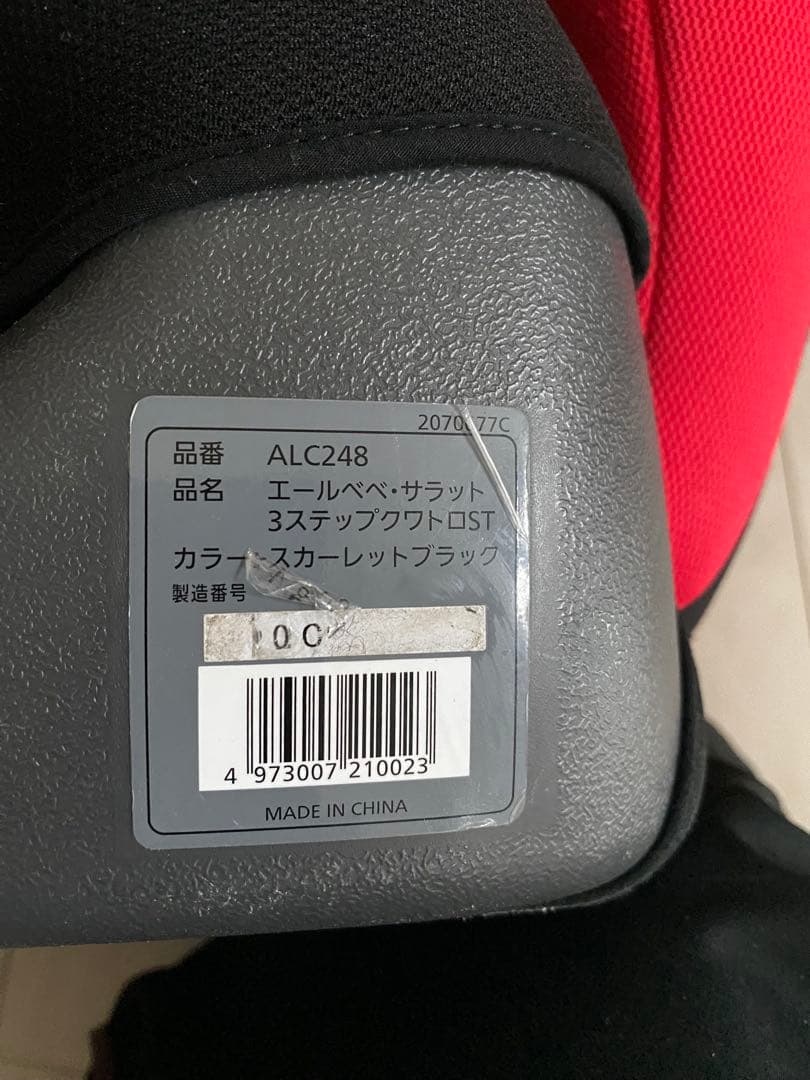 品番 ALC248
品名 エールベベ・サラット
3ステップクワトロST
カラー スカーレットブラック
製造番号
0 C
4 973007 210023
MADE IN CHINA